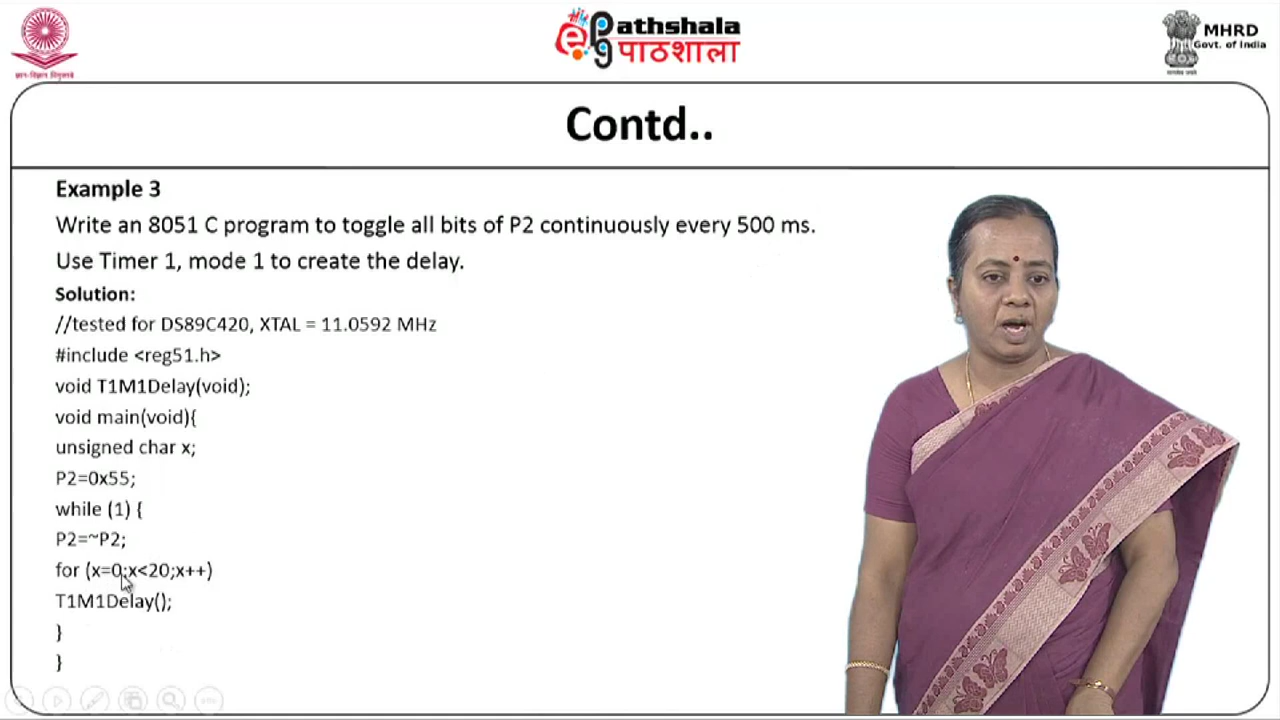 ePathshala
पाठशाला
MHRD
Govt. of India
Contd..
Example 3
Write an 8051 C program to toggle all bits of P2 continuously every 500 ms.
Use Timer 1, mode 1 to create the delay.
Solution:
//tested for DS89C420, XTAL = 11.0592 MHz
#include <reg51.h>
void T1M1Delay(void);
void main(void){
unsigned char x;
P2=0x55;
while (1) {
P2=~P2;
for (x=0;x<20;x++)
T1M1Delay();
}
}